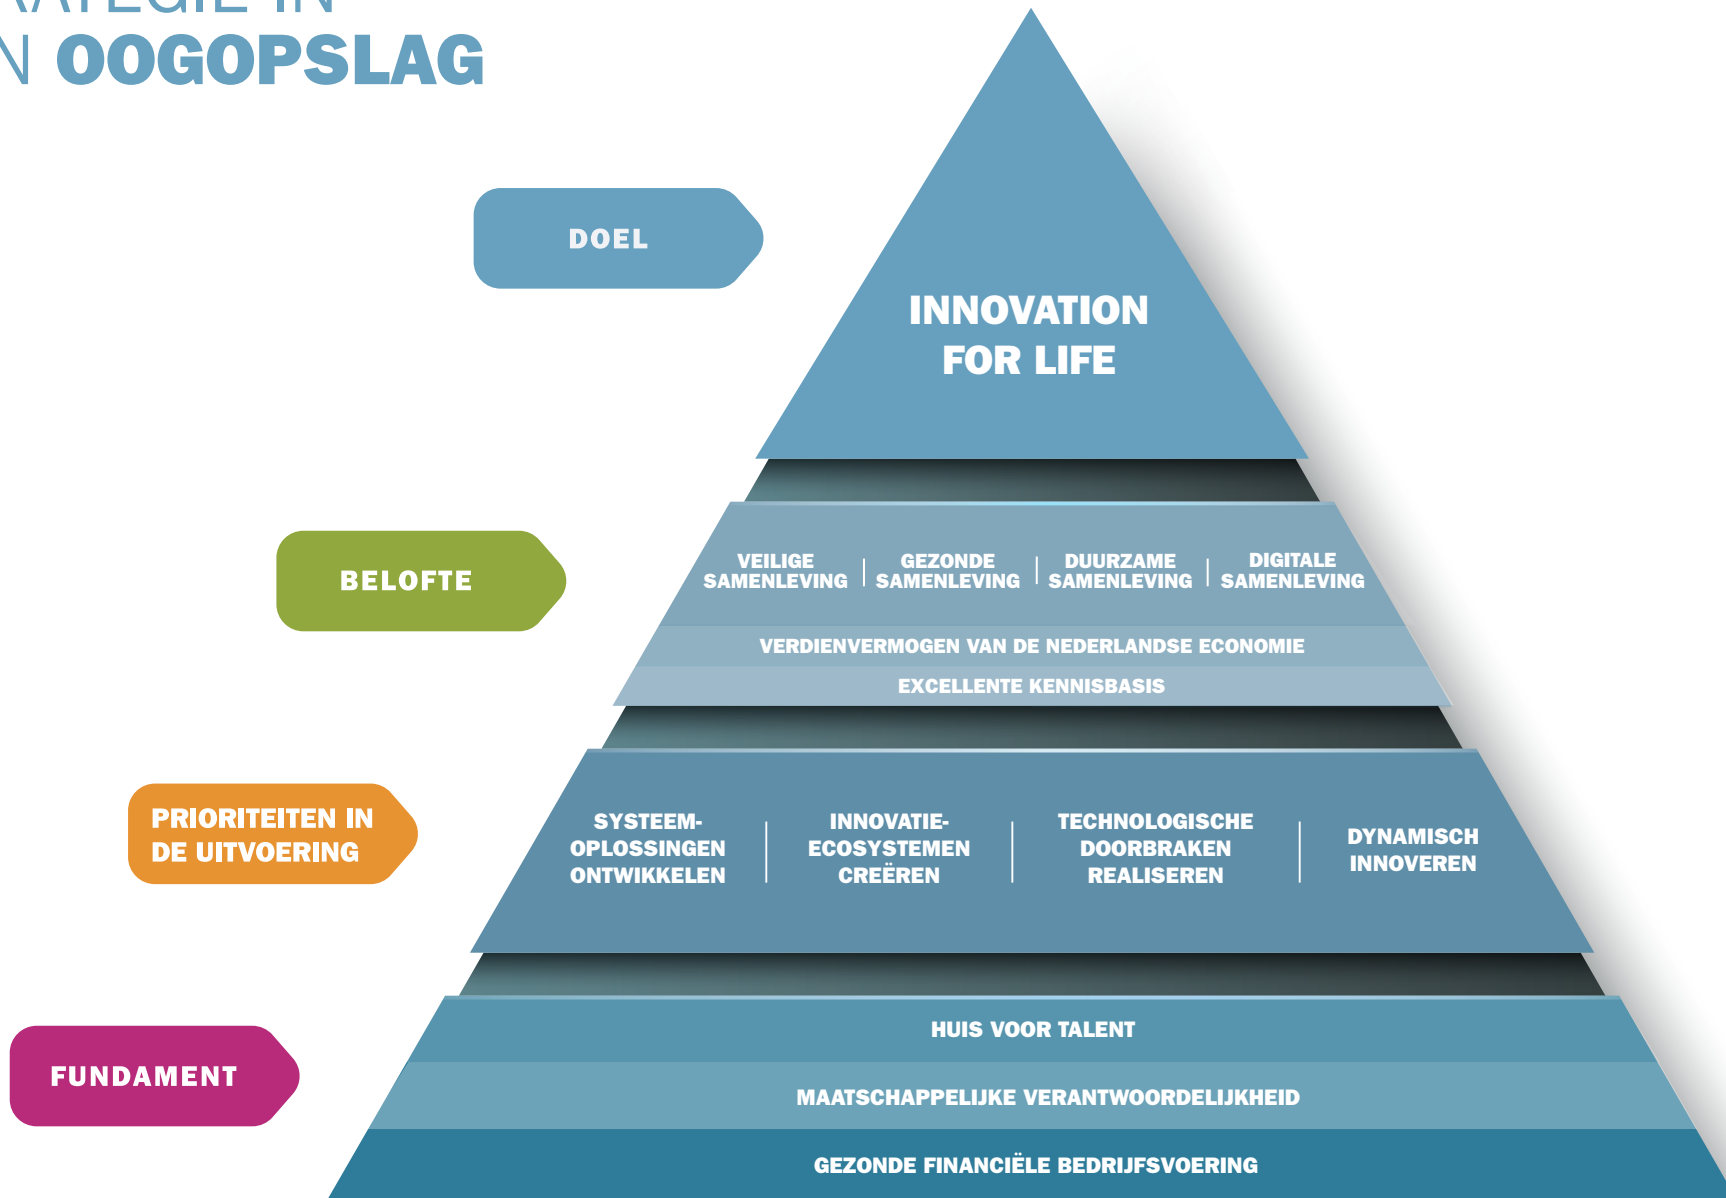 OOGOPSLAG
DOEL
INNOVATION
FOR LIFE
BELOFTE
VEILIGE
SAMENLEVING
GEZONDE
SAMENLEVING
DUURZAME
SAMENLEVING
DIGITALE
SAMENLEVING
VERDIENVERMOGEN VAN DE NEDERLANDSE ECONOMIE
EXCELLENTE KENNISBASIS
PRIORITEITEN IN
DE UITVOERING
SYSTEEM-
OPLOSSINGEN
ONTWIKKELEN
INNOVATIE-
ECOSYSTEMEN
CREËREN
TECHNOLOGISCHE
DOORBRAKEN
REALISEREN
DYNAMISCH
INNOVEREN
FUNDAMENT
HUIS VOOR TALENT
MAATSCHAPPELIJKE VERANTWOORDELIJKHEID
GEZONDE FINANCIËLE BEDRIJFSVOERING